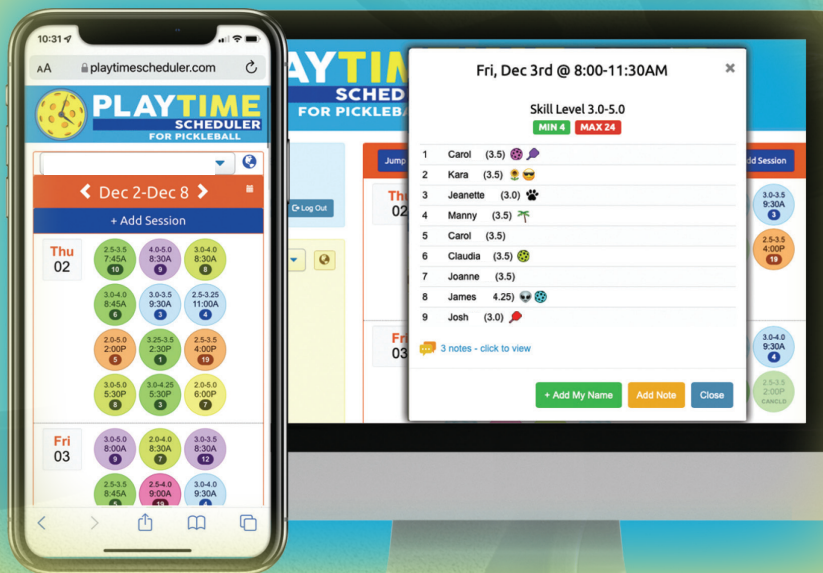 10:31
AA playtimescheduler.com
PLAYTIME
SCHEDULER
FOR PICKLEBALL
Dec 2-Dec 8
+ Add Session
Thu
02
2.5-3.5
7:45A
10
4.0-5.0
8:30A
9
3.0-4.0
8:30A
8
3.0-4.0
8:45A
6
3.0-3.5
9:30A
3
2.5-3.25
11:00A
4
2.0-5.0
2:00P
5
3.25-3.5
2:30P
1
2.5-3.5
4:00P
19
3.0-5.0
5:30P
8
3.0-4.25
5:30P
3
2.0-5.0
6:00P
7
Fri
03
3.0-5.0
8:00A
9
2.0-4.0
8:30A
7
3.0-3.5
8:30A
12
2.5-3.5
8:45A
2.5-4.0
9:00A
3.0-4.0
9:30A
AYTIM
SCHED
FOR PICKLEBA
Log Out
Jump
dd Session
Thu
02
3.0-3.5
9:30A
3
2.5-3.5
4:00P
19
Fri
03
3.0-4.0
9:30A
4
2.5-3.5
2:00P
CANCLD
Fri, Dec 3rd @ 8:00-11:30AM
×
Skill Level 3.0-5.0
MIN 4 MAX 24
1 Carol (3.5)
2 Kara (3.5)
3 Jeanette (3.0)
4 Manny (3.5)
5 Carol (3.5)
6 Claudia (3.5)
7 Joanne (3.5)
8 James 4.25)
9 Josh (3.0)
3 notes - click to view
+ Add My Name Add Note Close